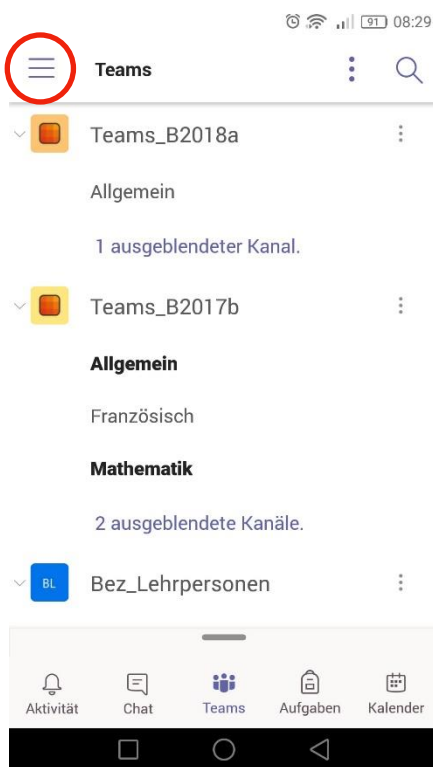 91 08:29
Teams
Teams_B2018a
Allgemein
1 ausgeblendeter Kanal.
Teams_B2017b
Allgemein
Französisch
Mathematik
2 ausgeblendete Kanäle.
BL Bez_Lehrpersonen
Aktivität Chat Teams Aufgaben Kalender